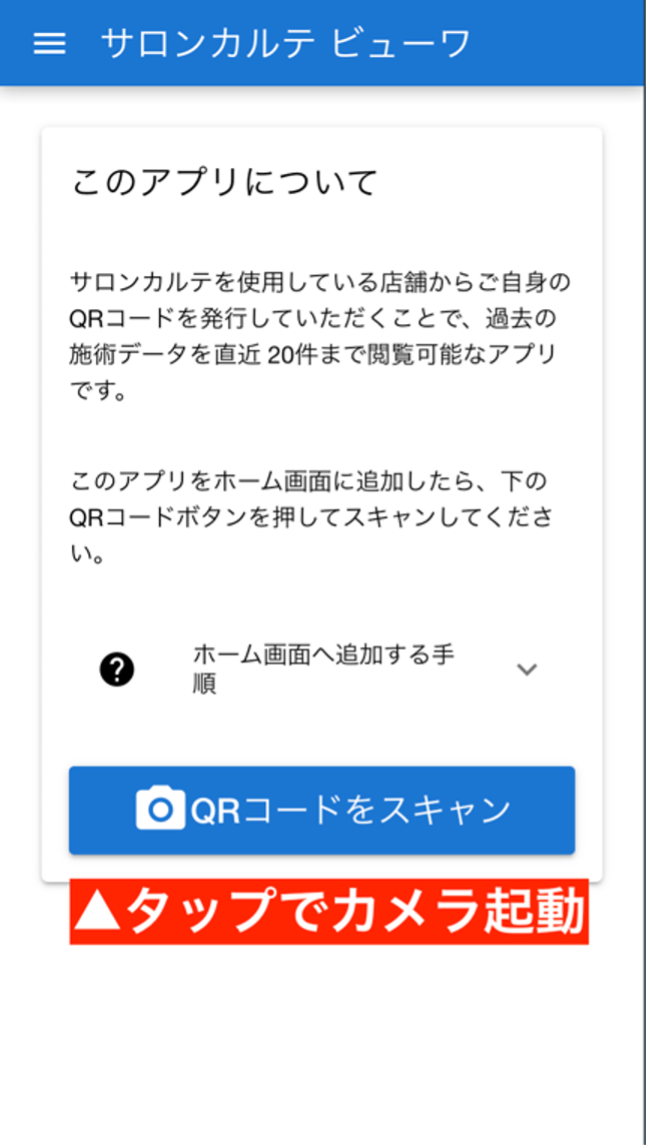 サロンカルテ ビューワ
このアプリについて
サロンカルテを使用している店舗からご自身の
QRコードを発行していただくことで、過去の
施術データを直近 20件まで閲覧可能なアプリ
です。
このアプリをホーム画面に追加したら、下の
QRコードボタンを押してスキャンしてくださ
い。
ホーム画面へ追加する手
順
QRコードをスキャン
▲タップでカメラ起動